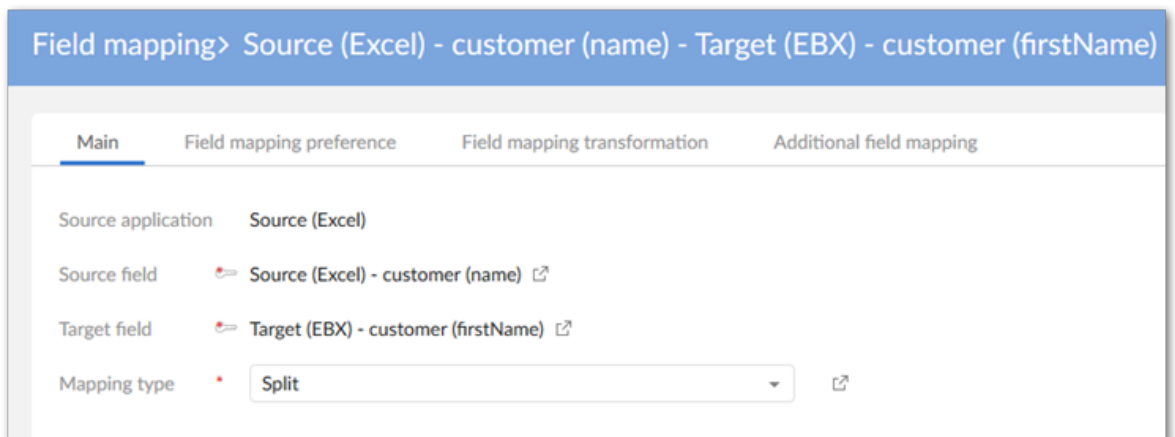 Field mapping> Source (Excel) - customer (name) - Target (EBX) - customer (firstName)
Main Field mapping preference Field mapping transformation Additional field mapping
Source application Source (Excel)
Source field Source (Excel) - customer (name)
Target field Target (EBX) - customer (firstName)
Mapping type * Split